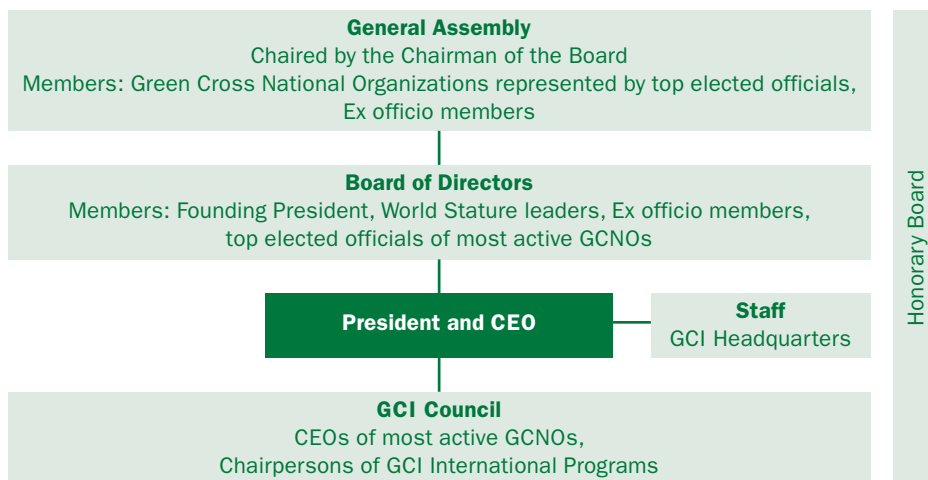 General Assembly
Chaired by the Chairman of the Board
Members: Green Cross National Organizations represented by top elected officials,
Ex officio members
Board of Directors
Members: Founding President, World Stature leaders, Ex officio members,
top elected officials of most active GCNOs
President and CEO
Staff
GCI Headquarters
GCI Council
CEOs of most active GCNOs,
Chairpersons of GCI International Programs
Honorary Board